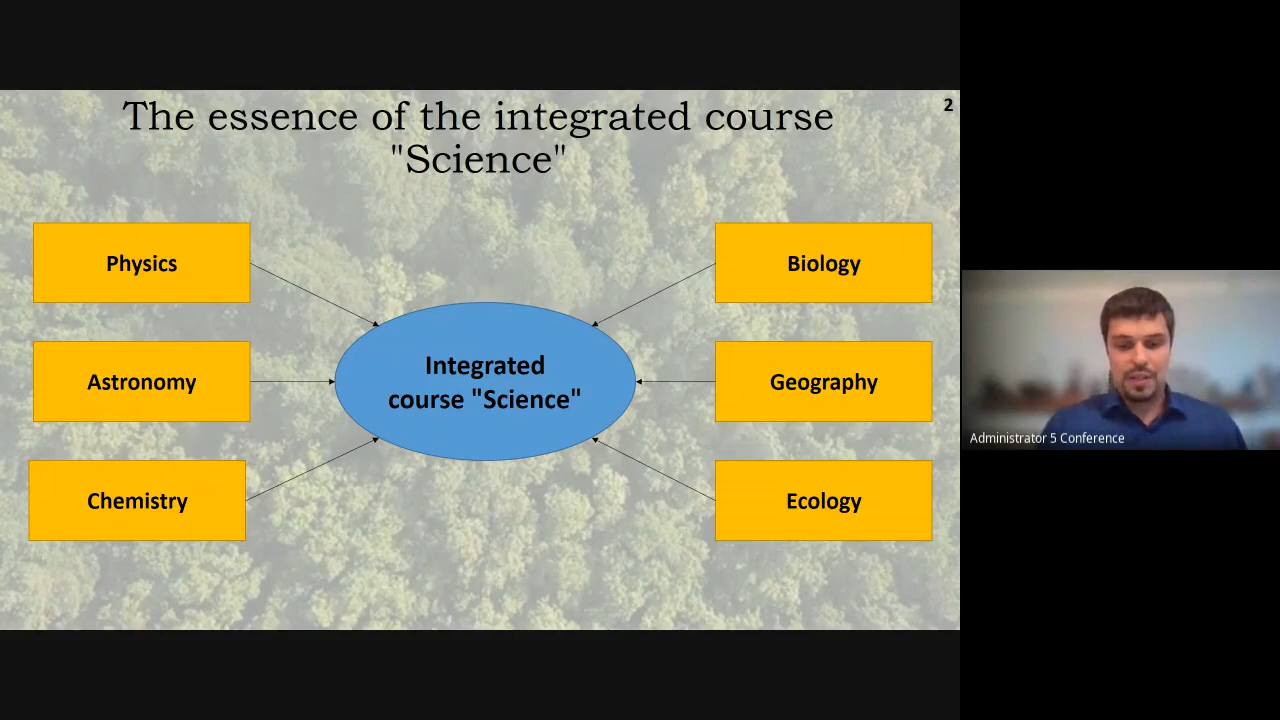 The essence of the integrated course
"Science"
2
Physics
Biology
Integrated
course "Science"
Astronomy
Geography
Chemistry
Ecology
Administrator 5 Conference